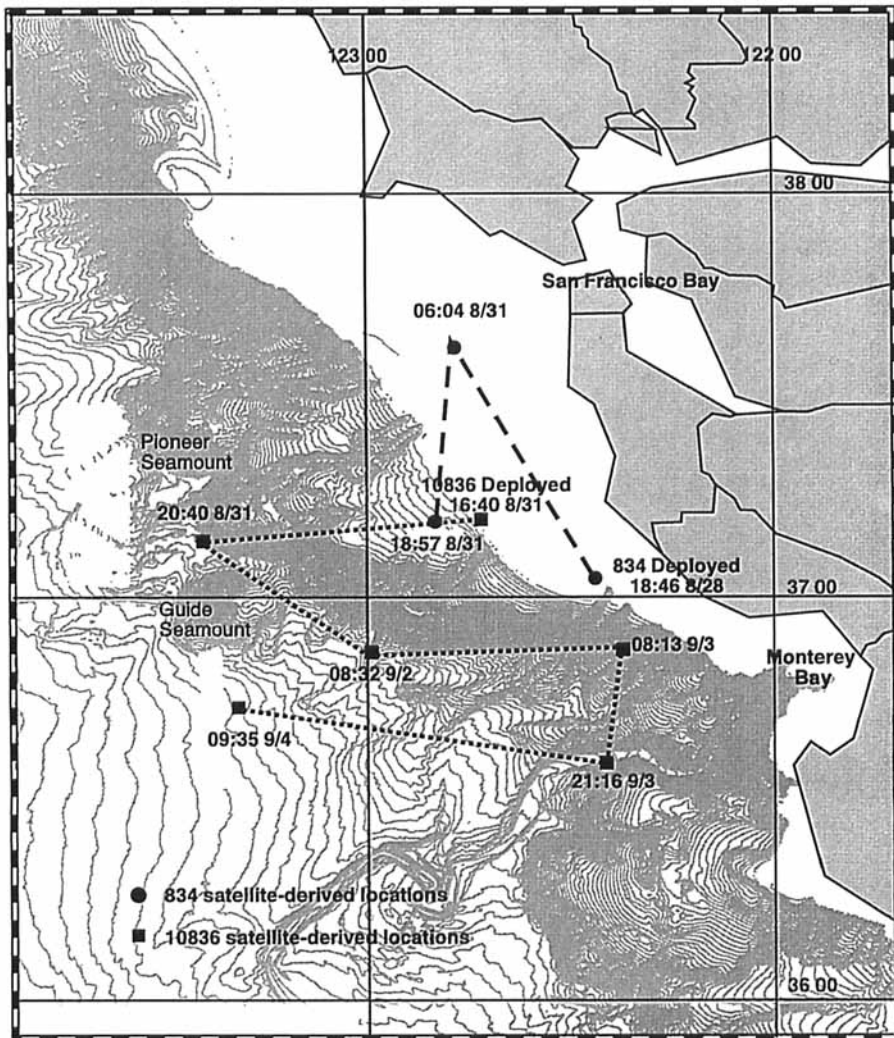 123 00
122 00
38 00
San Francisco Bay
06:04 8/31
Pioneer
Seamount
10836 Deployed
16:40 8/31
20:40 8/31
18:57 8/31
834 Deployed
18:46 8/28
37 00
Guide
Seamount
08:13 9/3
Monterey
Bay
08:32 9/2
09:35 9/4
21:16 9/3
834 satellite-derived locations
10836 satellite-derived locations
36 00